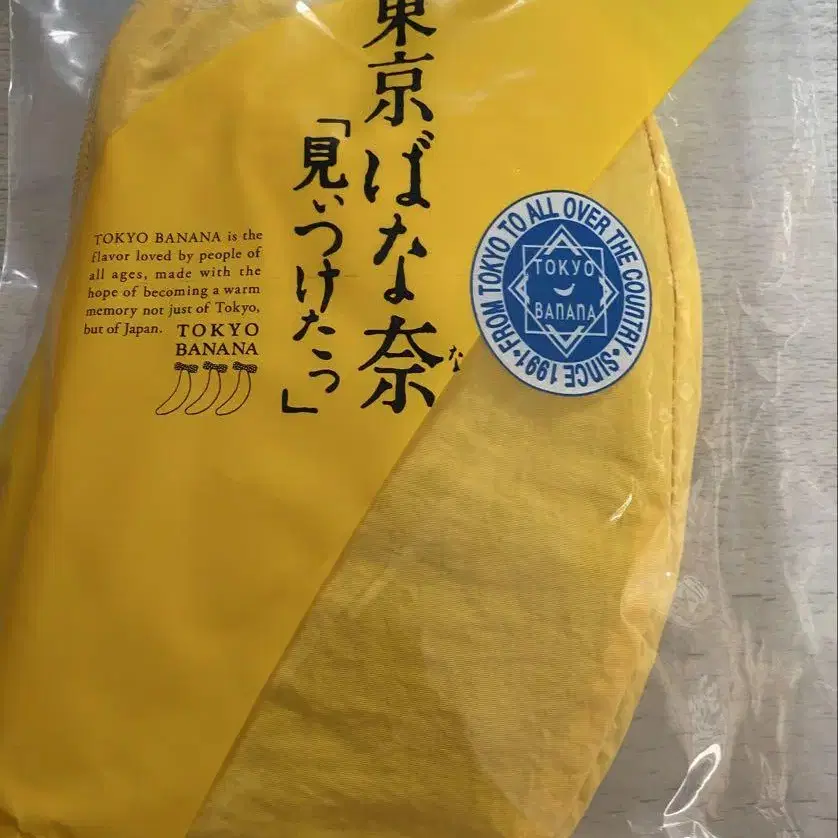 東京ばな奈
な
「見ぃつけたっ」
TOKYO BANANA is the
flavor loved by people of
all ages, made with the
hope of becoming a warm
memory not just of Tokyo,
but of Japan. TOKYO
BANANA
FROM TOKYO TO ALL OVER THE COUNTRY • SINCE 1991 •
TOKYO
BANANA